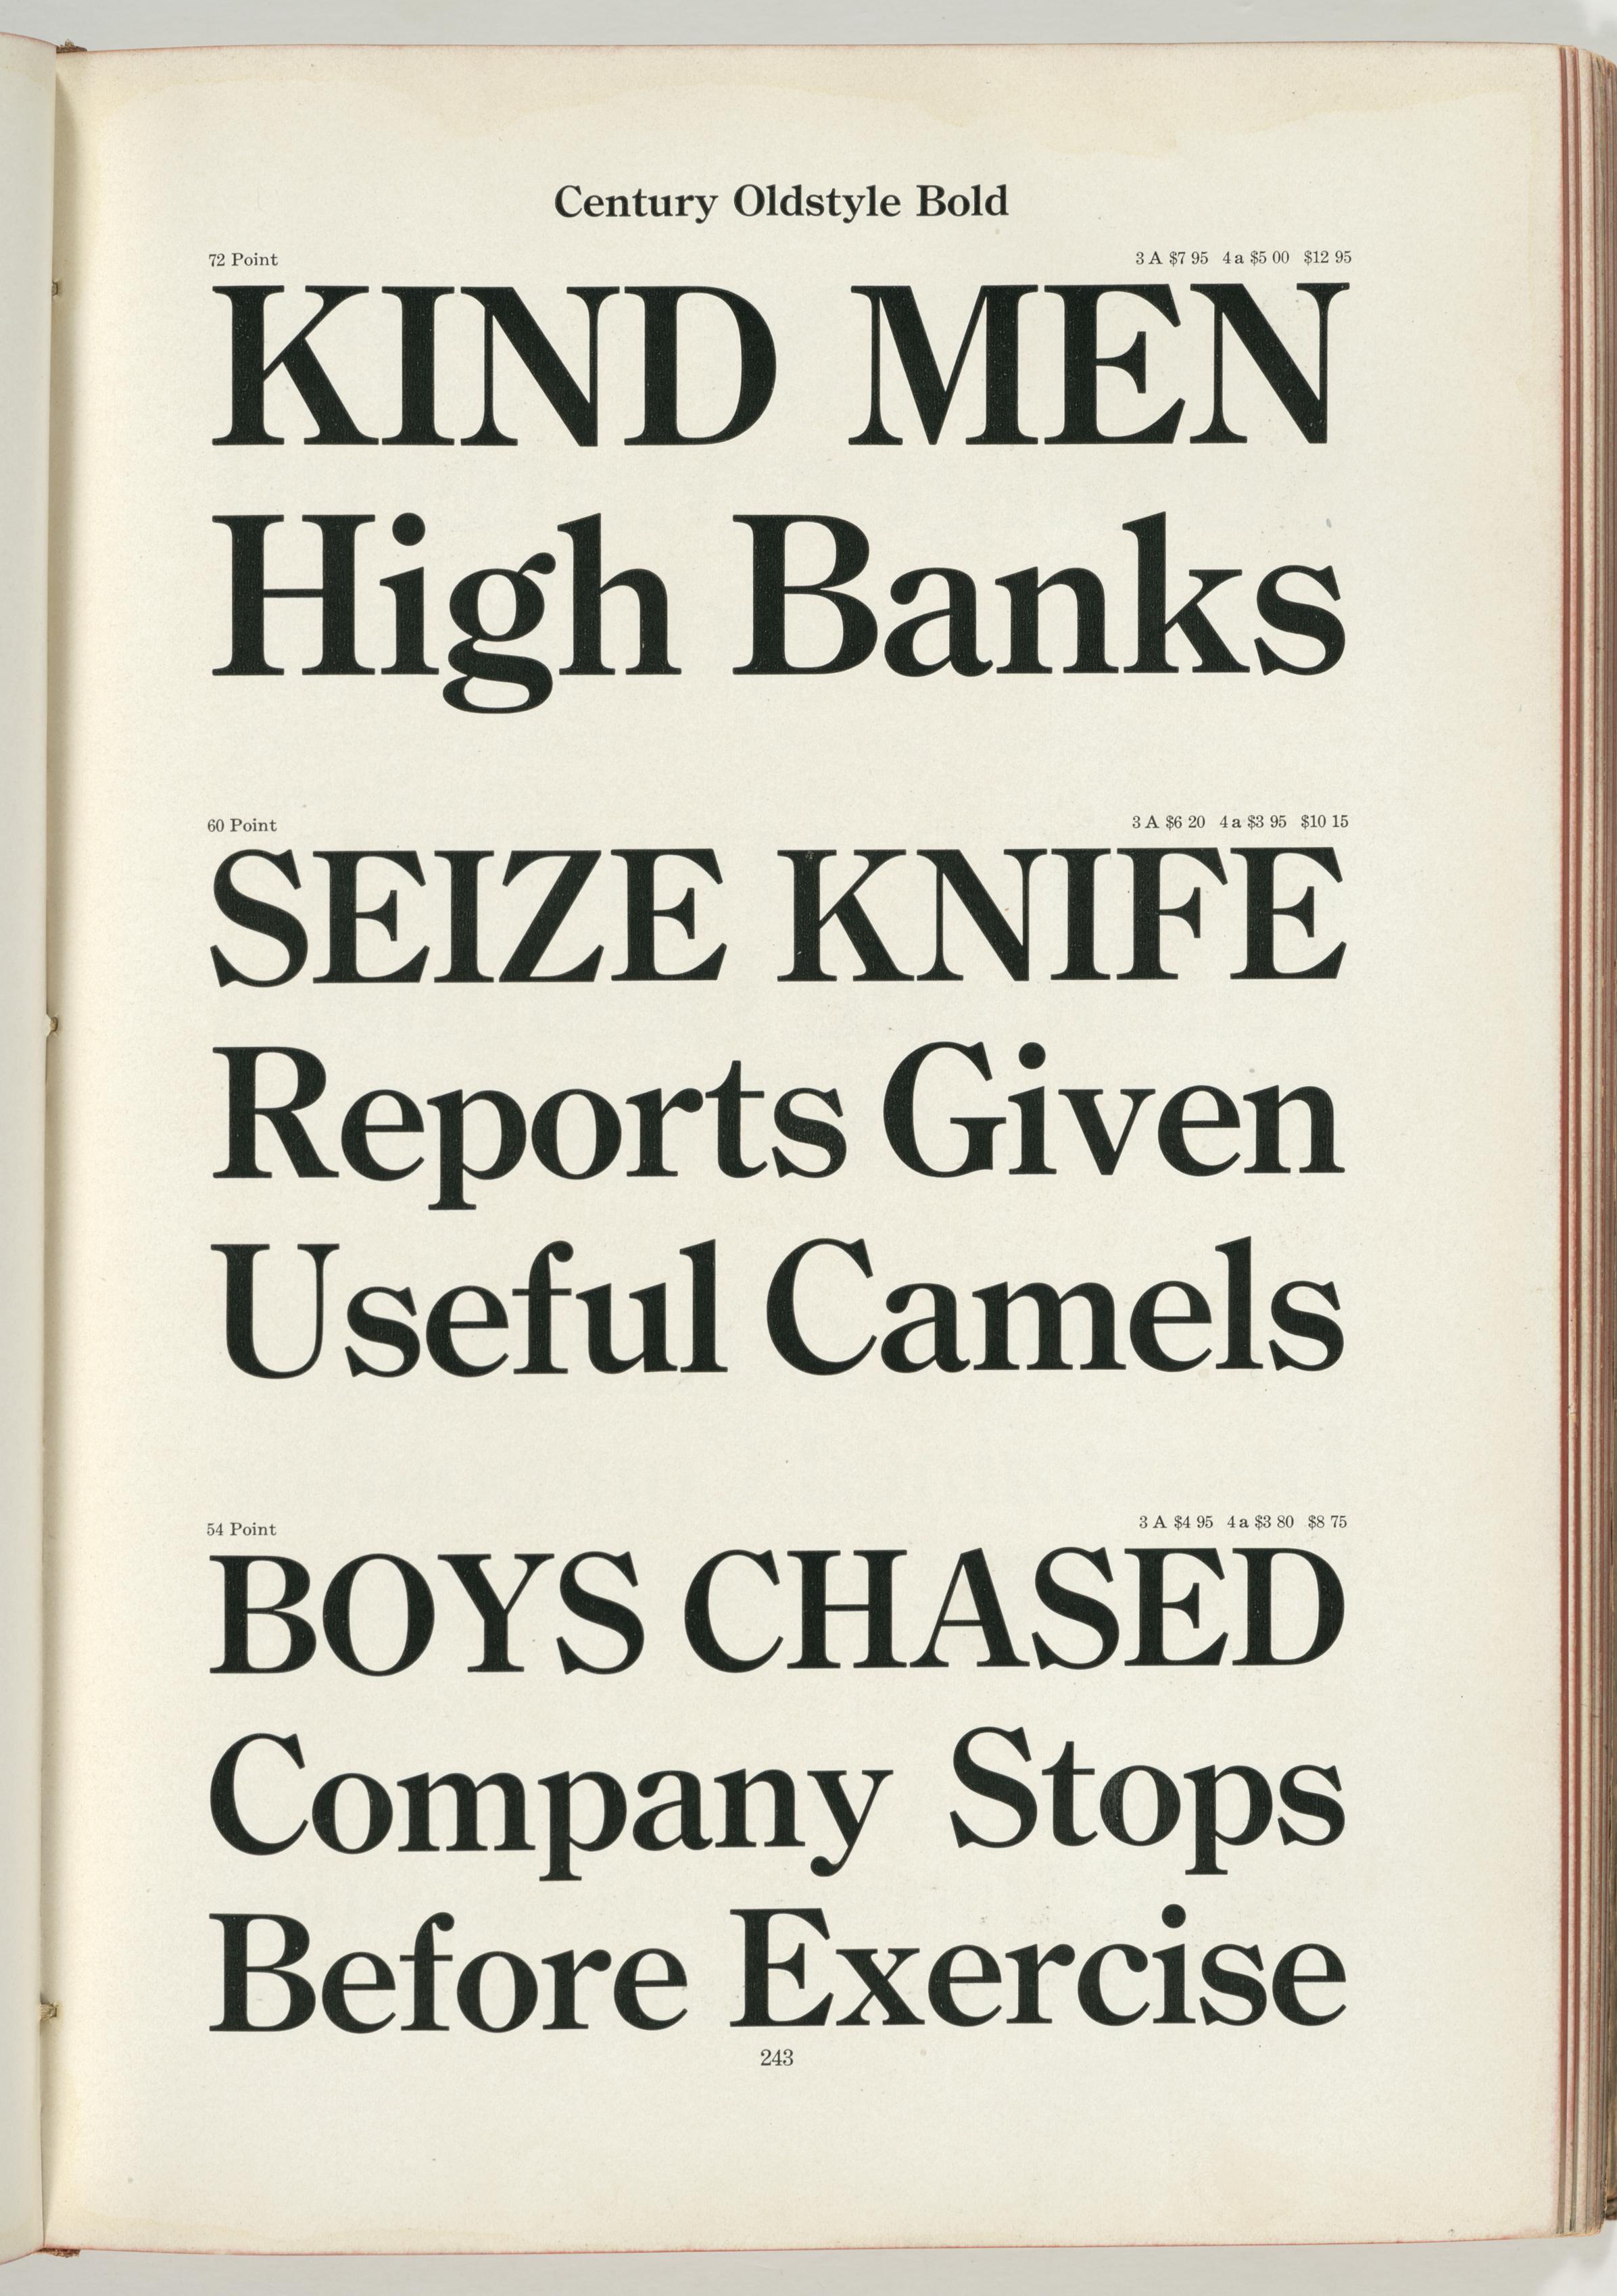 Century Oldstyle Bold
72 Point 3 A $7 95 4 a $5 00 $12 95
KIND MEN
High Banks
60 Point 3 A $6 20 4 a $3 95 $10 15
SEIZE KNIFE
Reports Given
Useful Camels
54 Point 3 A $4 95 4 a $3 80 $8 75
BOYS CHASED
Company Stops
Before Exercise
243